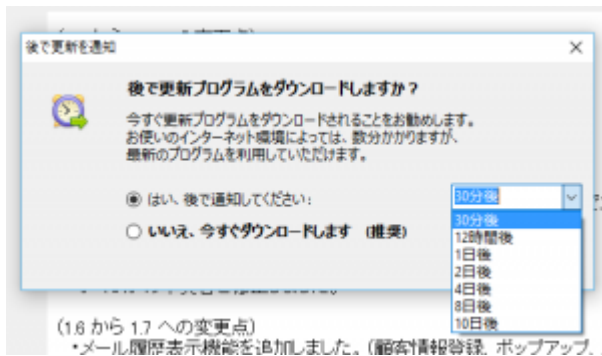 後で更新を通知
後で更新プログラムをダウンロードしますか？
今すぐ更新プログラムをダウンロードされることをお勧めします。
お使いのインターネット環境によっては、数分かかりますが、
最新のプログラムを利用していただけます。
はい、後で通知してください:
30分後
いいえ、今すぐダウンロードします （推奨）
30分後
12時間後
1日後
2日後
4日後
8日後
10日後
（1.6 から 1.7 への変更点）
・メール履歴表示機能を追加しました。（顧客情報登録、ポップアップ、